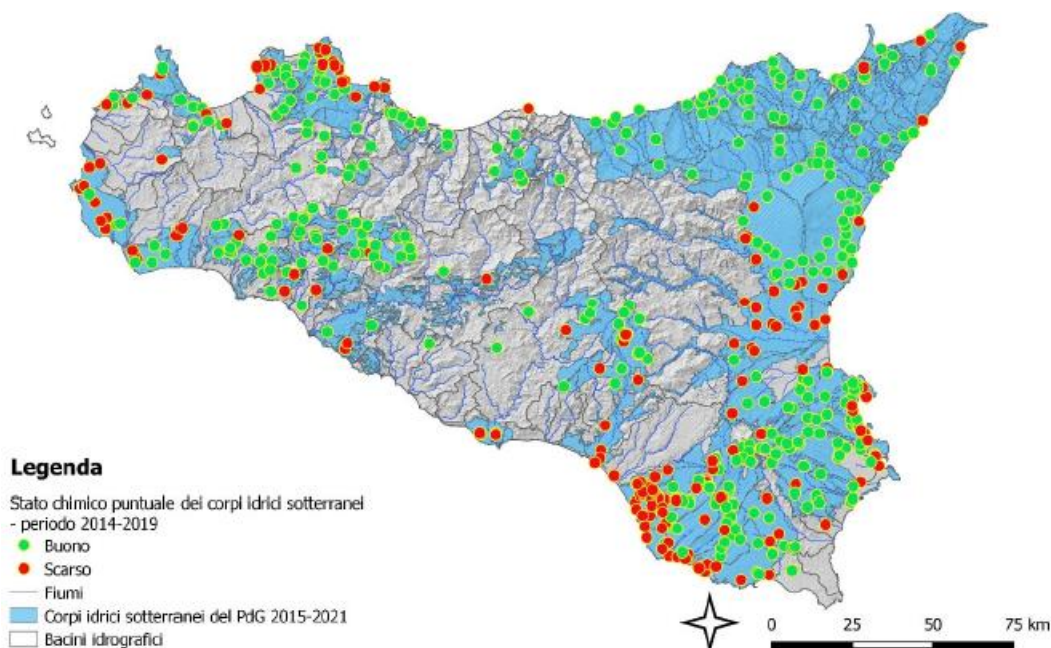 Legenda
Stato chimico puntuale dei corpi idrici sotterranei
- periodo 2014-2019
Buono
Scarso
Fiumi
Corpi idrici sotterranei del PdG 2015-2021
Bacini idrografici
0 25 50 75 km